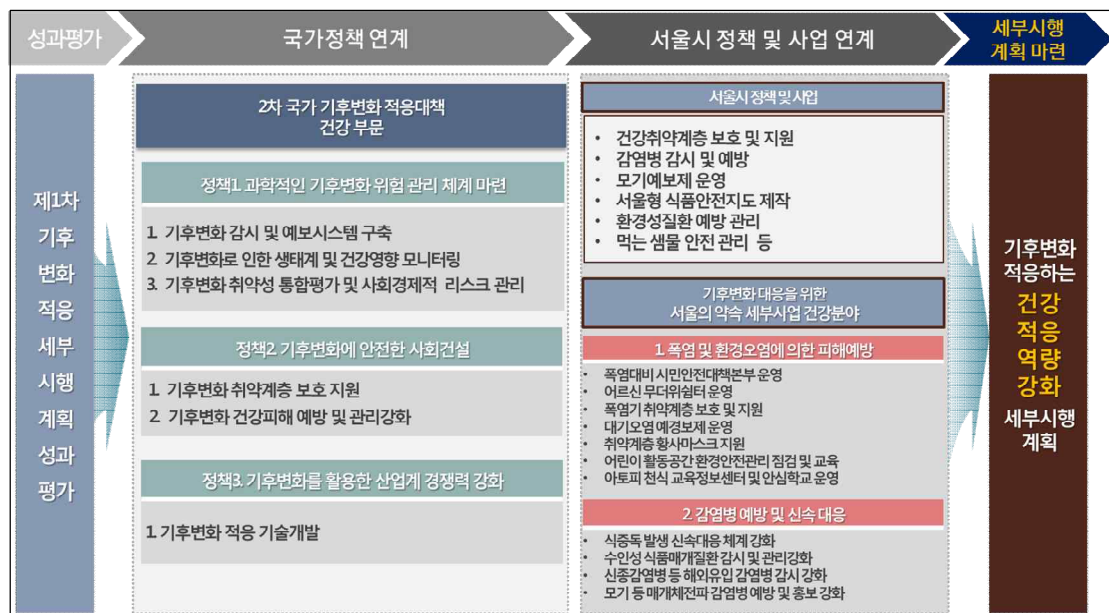 성과평가
국가정책 연계
서울시 정책 및 사업 연계
세부시행
계획 마련
제1차
기후
변화
적응
세부
시행
계획
성과
평가
2차 국가 기후변화 적응대책
건강 부문
정책1. 과학적인 기후변화 위험 관리 체계 마련
1. 기후변화 감시 및 예보시스템 구축
2. 기후변화로 인한 생태계 및 건강영향 모니터링
3. 기후변화 취약성 통합평가 및 사회경제적 리스크 관리
정책2. 기후변화에 안전한 사회건설
1. 기후변화 취약계층 보호 지원
2. 기후변화 건강피해 예방 및 관리강화
정책3. 기후변화를 활용한 산업계 경쟁력 강화
1. 기후변화 적응 기술개발
서울시 정책 및 사업
• 건강취약계층 보호 및 지원
• 감염병 감시 및 예방
• 모기예보제 운영
• 서울형 식품안전지도 제작
• 환경성질환 예방 관리
• 먹는 샘물 안전 관리 등
기후변화 대응을 위한
서울의 약속 세부사업 건강분야
1. 폭염 및 환경오염에 의한 피해예방
• 폭염대비 시민안전대책본부 운영
• 어르신 무더위쉼터 운영
• 폭염기 취약계층 보호 및 지원
• 대기오염 예경보제 운영
• 취약계층 황사마스크 지원
• 어린이 활동공간 환경안전관리 점검 및 교육
• 아토피 천식 교육정보센터 및 안심학교 운영
2. 감염병 예방 및 신속 대응
• 식중독 발생 신속대응 체계 강화
• 수인성 식품매개질환 감시 및 관리강화
• 신종감염병 등 해외유입 감염병 감시 강화
• 모기 등 매개체전파 감염병 예방 및 홍보 강화
기후변화
적응하는
건강
적응
역량
강화
세부시행
계획